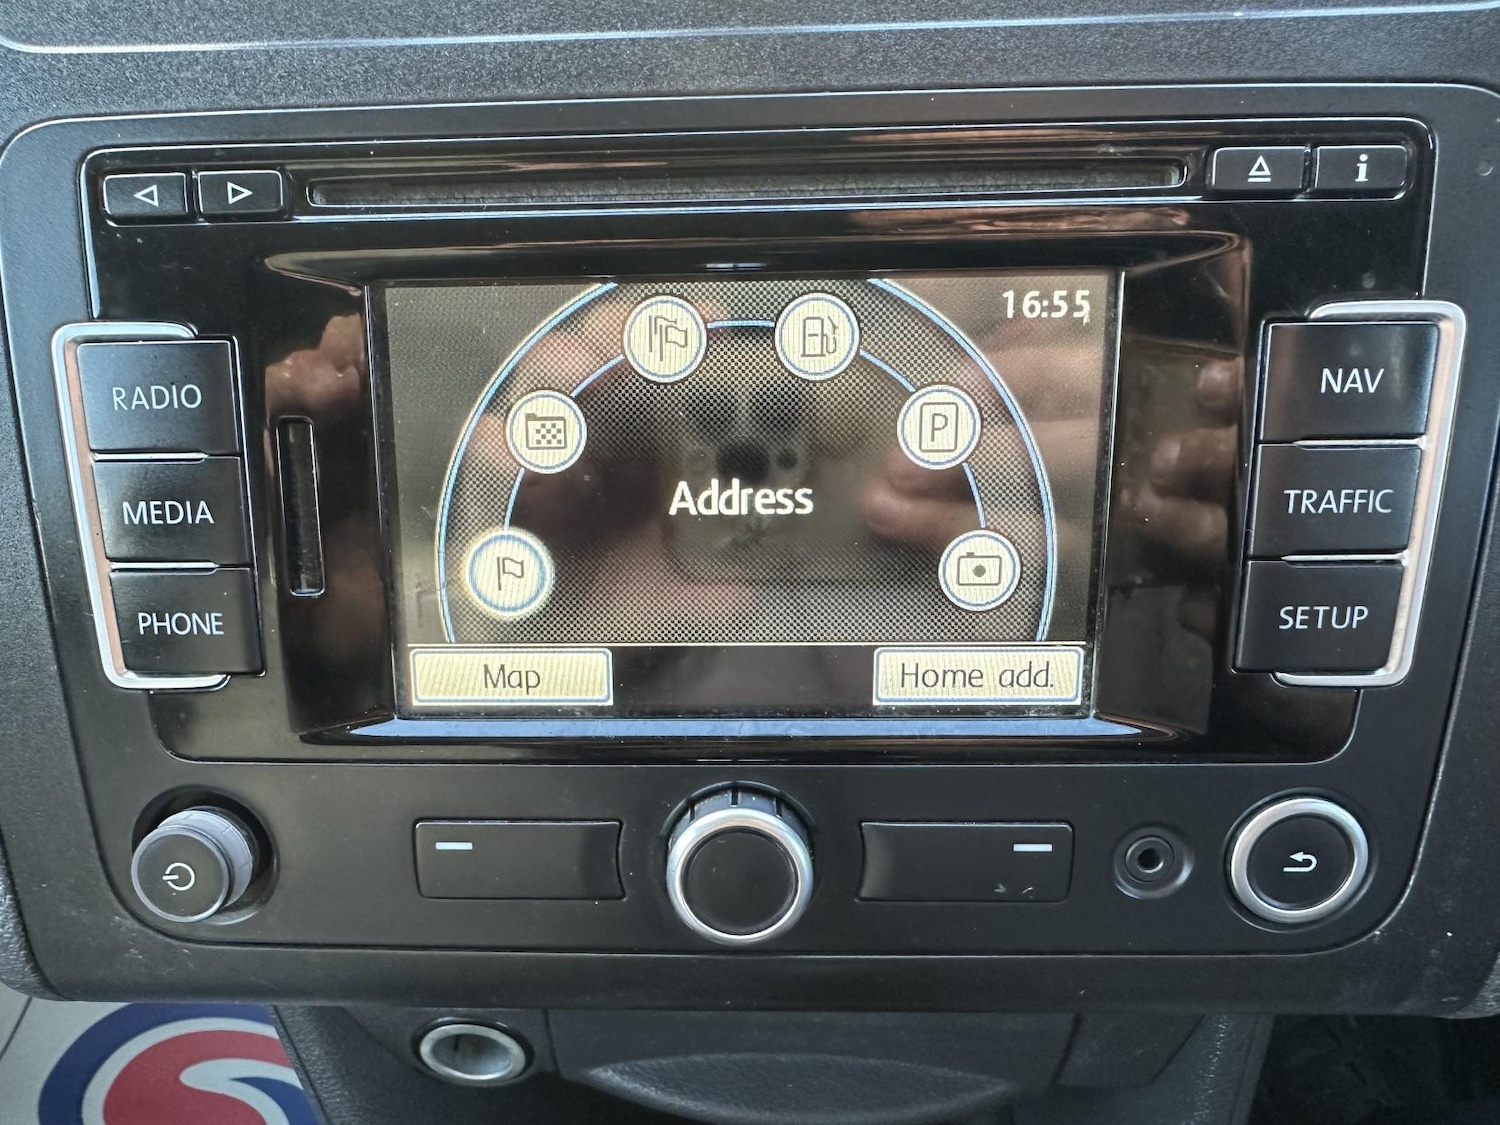 i
16:55
RADIO
MEDIA
PHONE
P
Address
Map
Home add.
NAV
TRAFFIC
SETUP